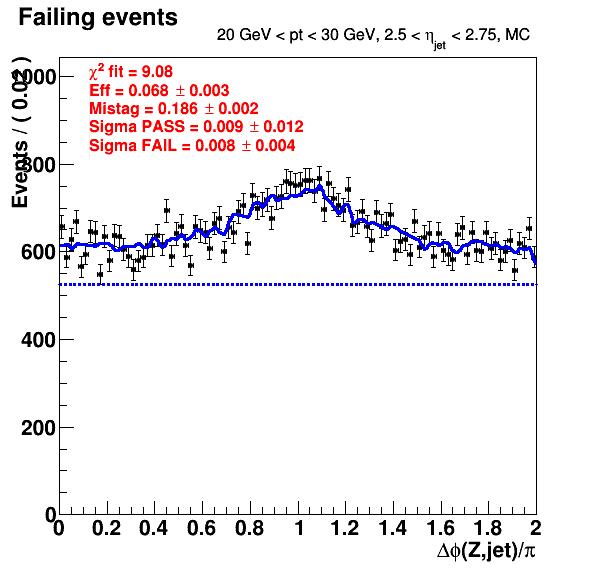 Failing events
20 GeV < pt < 30 GeV, 2.5 < η_jet < 2.75, MC
χ² fit = 9.08
Eff = 0.068 ± 0.003
Mistag = 0.186 ± 0.002
Sigma PASS = 0.009 ± 0.012
Sigma FAIL = 0.008 ± 0.004
Events / ( 0.02 )
1000
800
600
400
200
0
0 0.2 0.4 0.6 0.8 1 1.2 1.4 1.6 1.8 2
Δϕ(Z,jet)/π